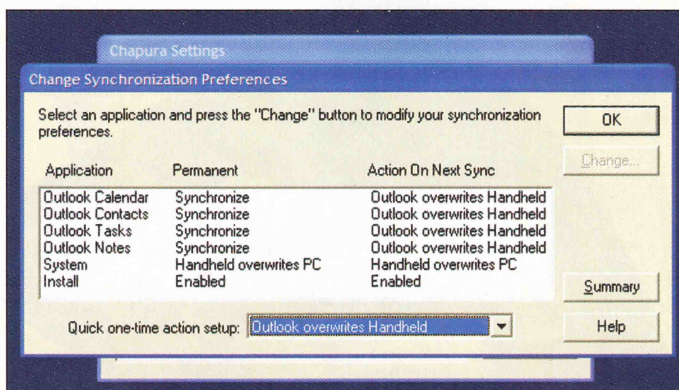 Chapura Settings
Change Synchronization Preferences
Select an application and press the "Change" button to modify your synchronization
preferences.
OK
Change...
Application Permanent Action On Next Sync
Outlook Calendar Synchronize Outlook overwrites Handheld
Outlook Contacts Synchronize Outlook overwrites Handheld
Outlook Tasks Synchronize Outlook overwrites Handheld
Outlook Notes Synchronize Outlook overwrites Handheld
System Handheld overwrites PC Handheld overwrites PC
Install Enabled Enabled
Summary
Quick one-time action setup: Outlook overwrites Handheld
Help